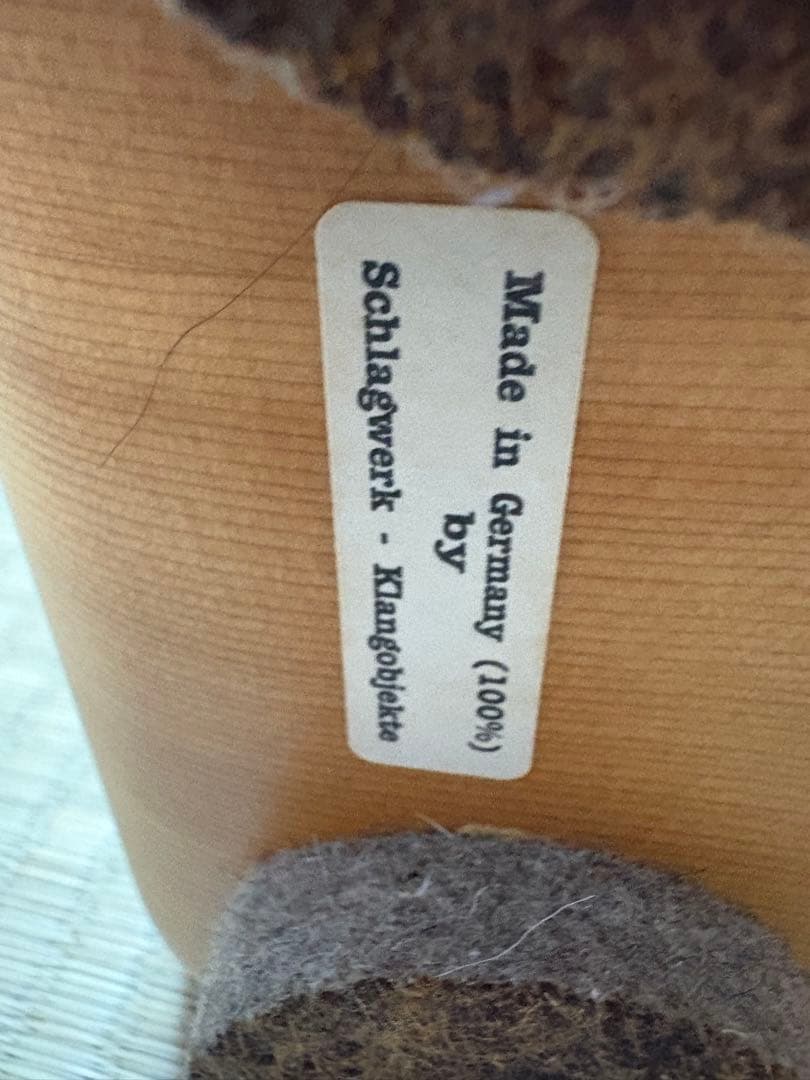 Made in Germany (100%)
by
Schlagwerk - Klangobjekte